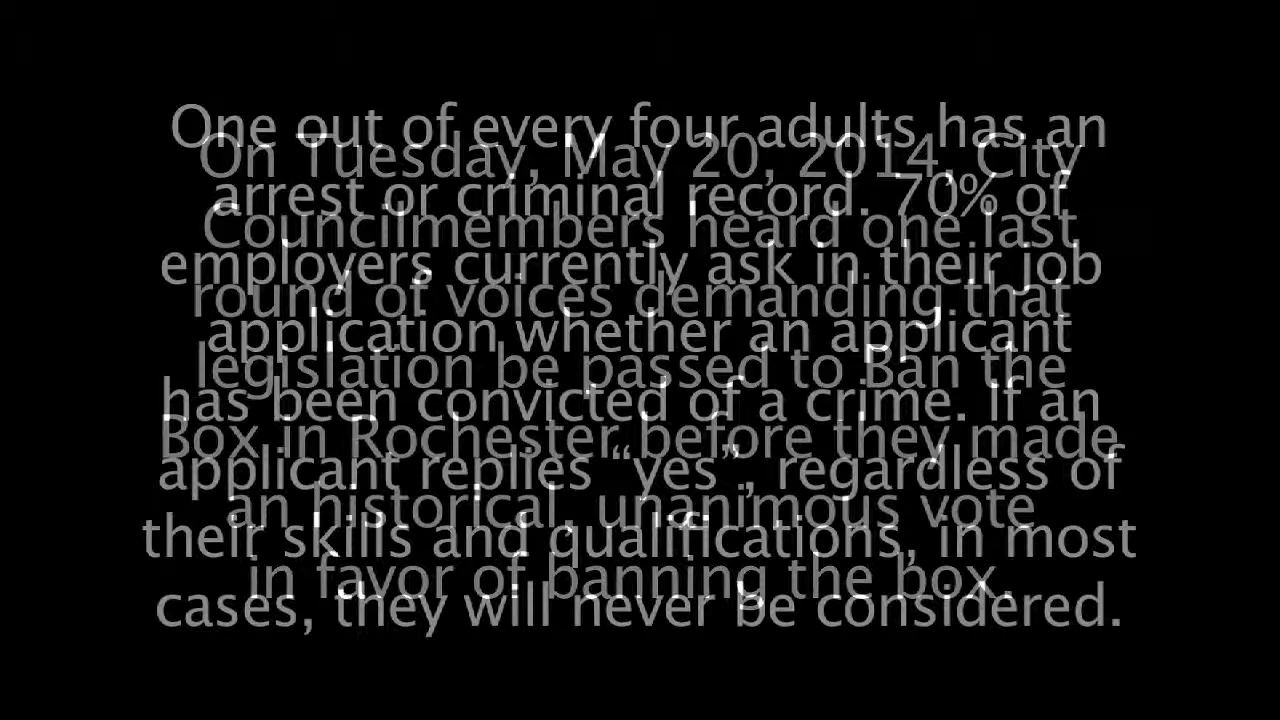 One out of every four adults has an
arrest or criminal record. 70% of
employers currently ask in their job
application whether an applicant
has been convicted of a crime. If an
applicant replies “yes”, regardless of
their skills and qualifications, in most
cases, they will never be considered.
On Tuesday, May 20, 2014, City
Councilmembers heard one last
round of voices demanding that
legislation be passed to Ban the
Box in Rochester before they made
an historical, unanimous vote
in favor of banning the box.